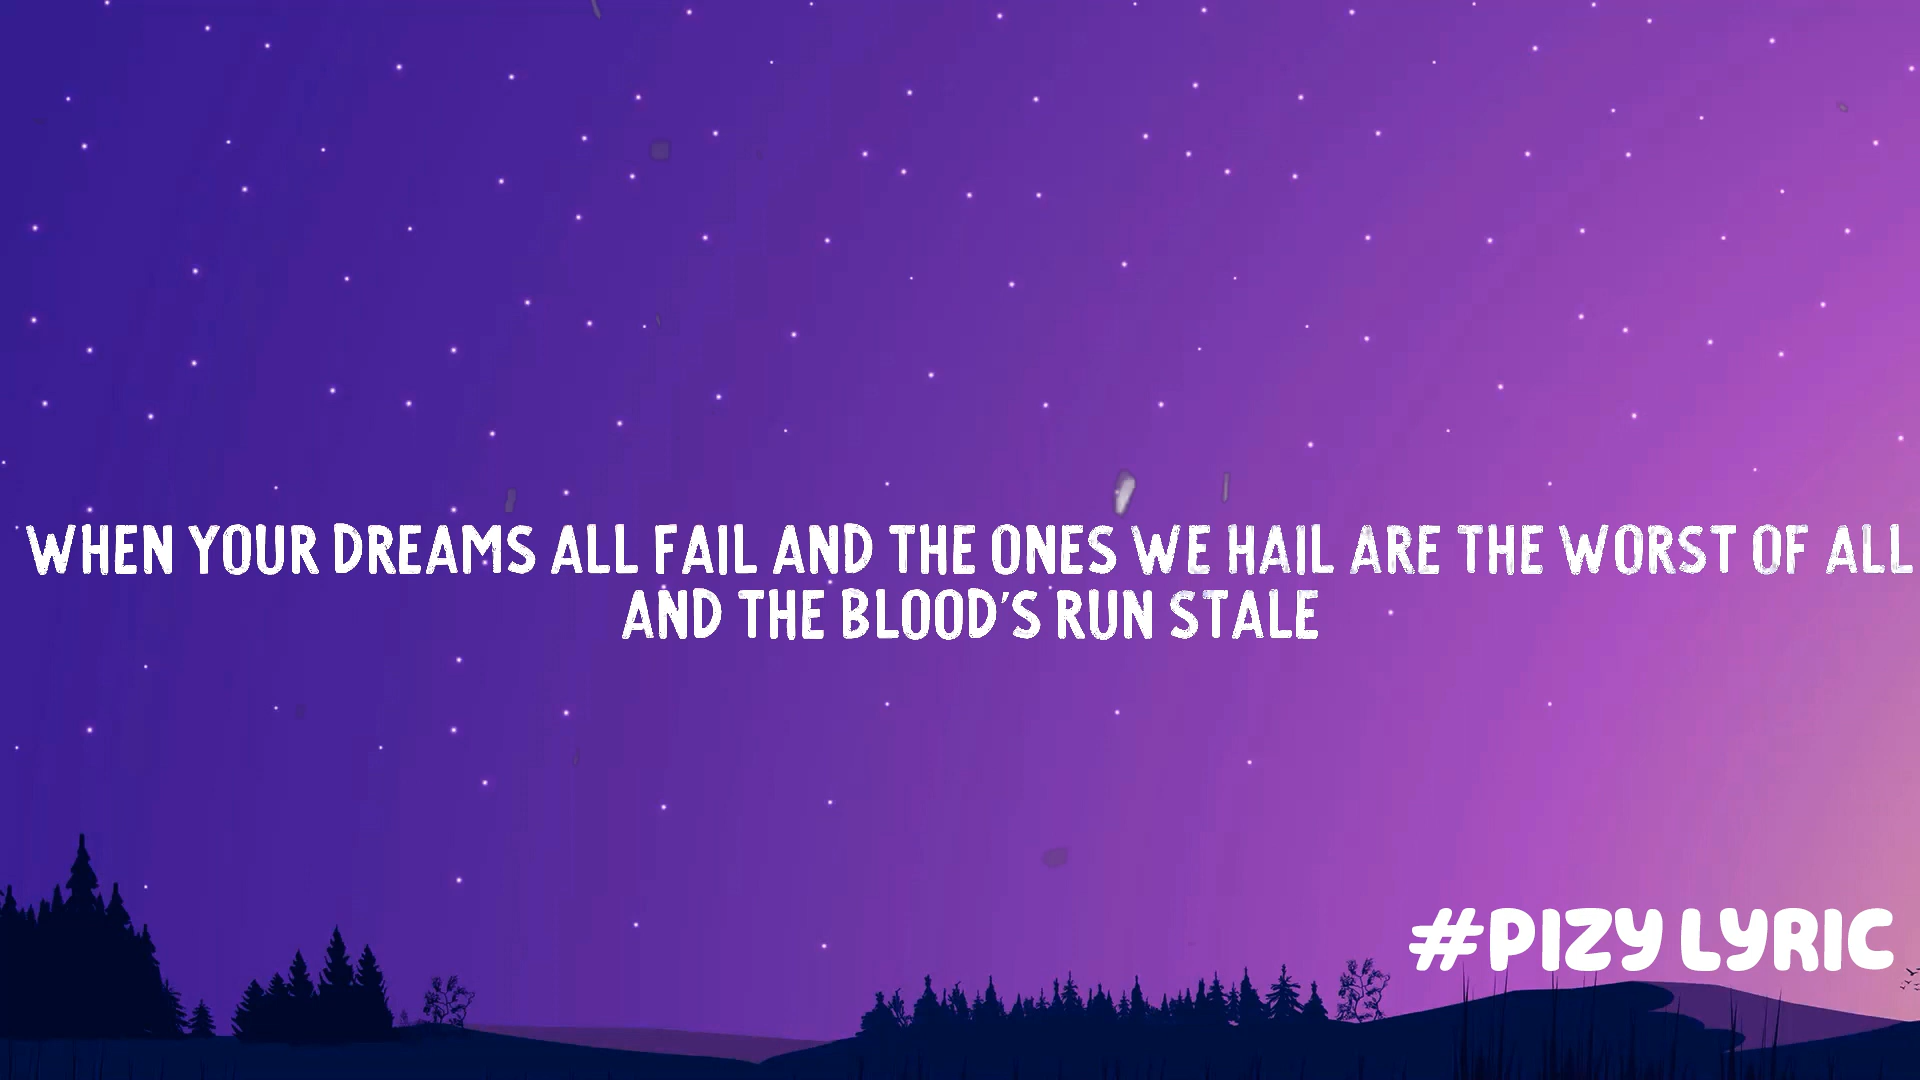 WHEN YOUR DREAMS ALL FAIL AND THE ONES WE HAIL ARE THE WORST OF ALL
AND THE BLOOD'S RUN STALE
#PIZY LYRIC